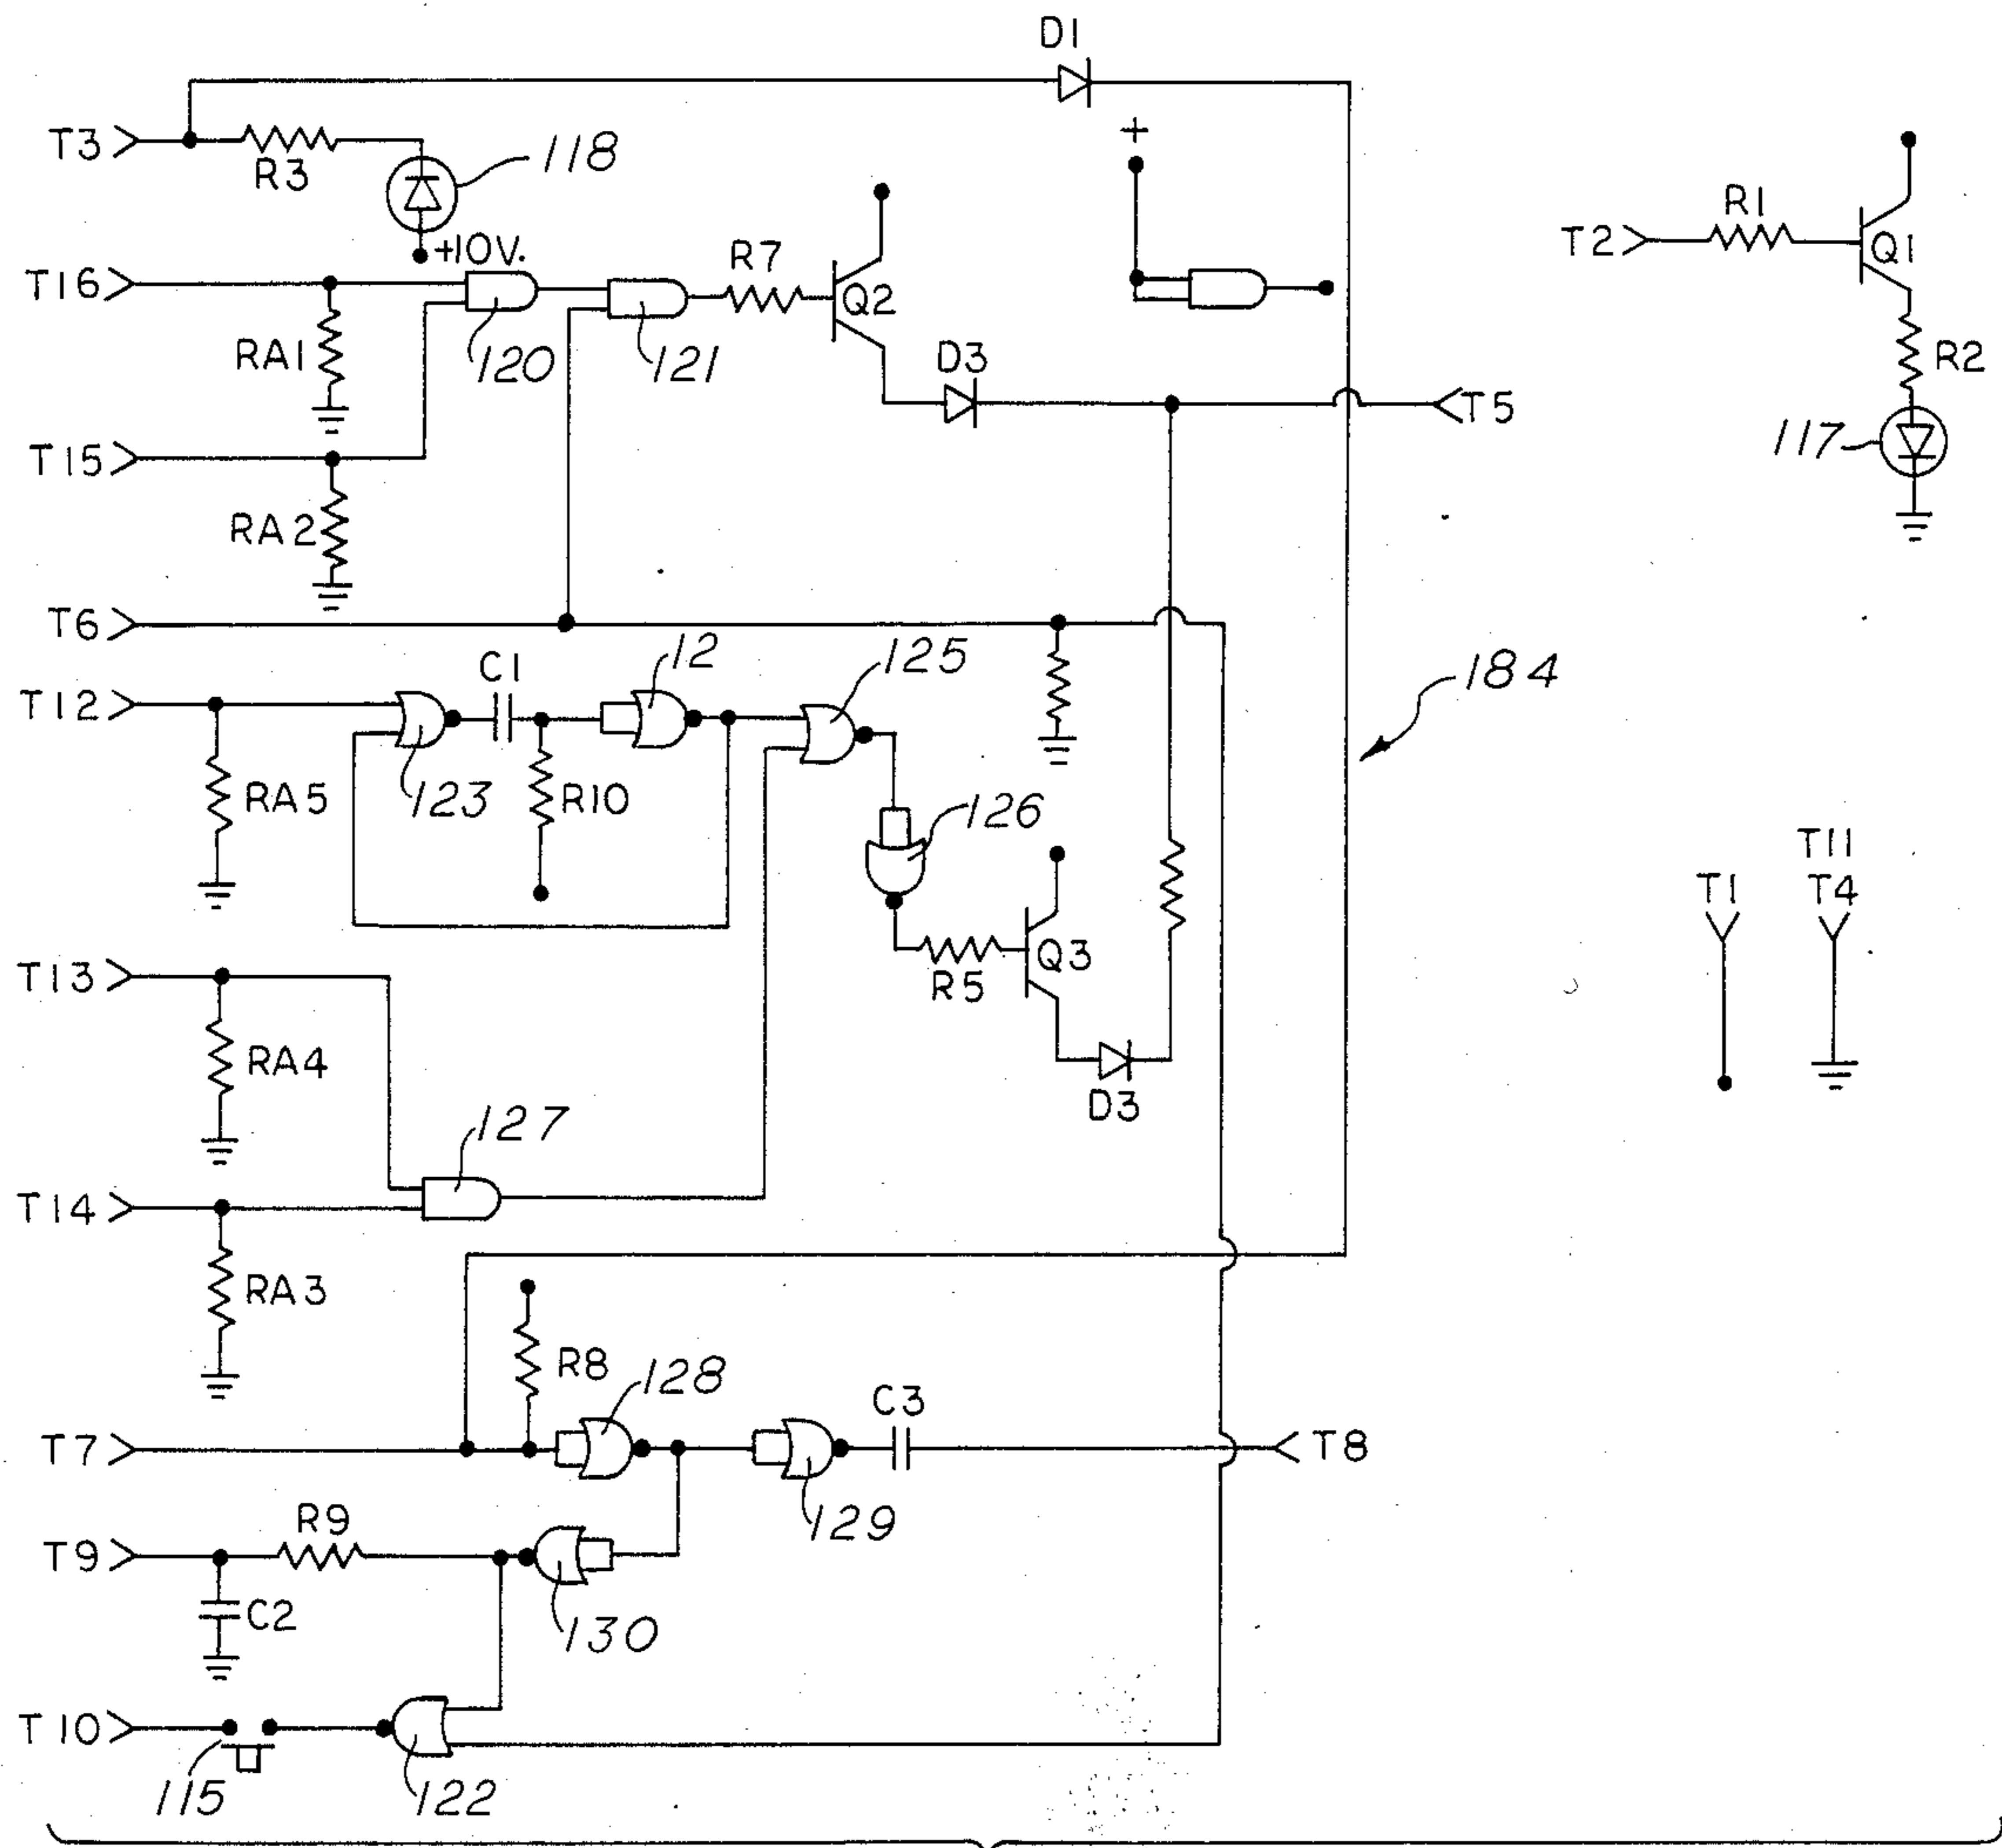 D1
T3
R3
118
+
+10V.
T16
R7
Q2
T2
R1
Q1
RA1
120
121
D3
T5
R2
117
T15
RA2
T6
C1
12
125
184
T12
RA5
123
R10
126
T11
T1
T4
T13
R5
Q3
RA4
D3
127
T14
RA3
R8
128
C3
T7
T8
129
R9
T9
C2
130
T10
115
122